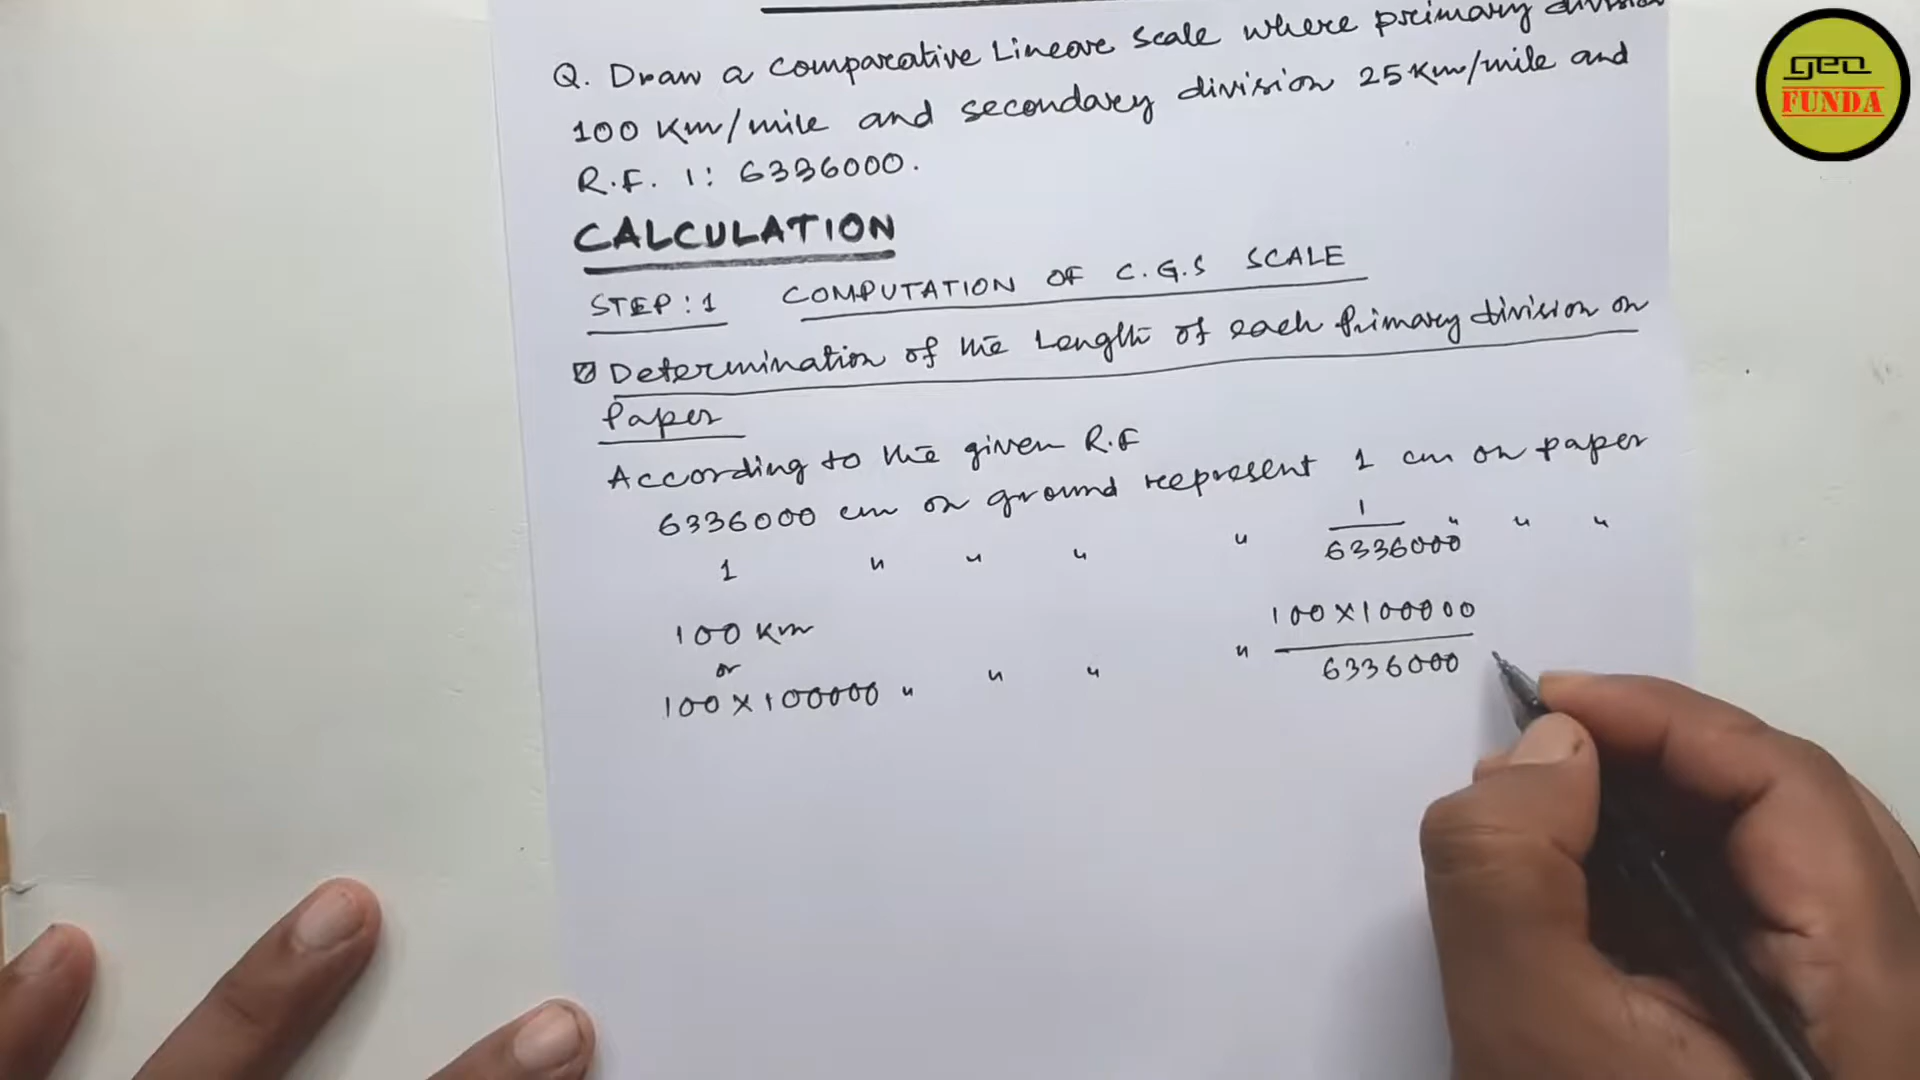 Q. Draw a comparative Linear Scale where primary division
100 Km/mile and secondary division 25 Km/mile and
R.F. 1: 6336000.
CALCULATION
STEP:1 COMPUTATION OF C.G.S SCALE
Determination of the Length of each Primary division on
Paper
According to the given R.F
6336000 cm on ground represent 1 cm on paper
1 " " " " 1/6336000 " " "
100 Km
or
100×100000 " " " " 100×100000/6336000
geo
FUNDA